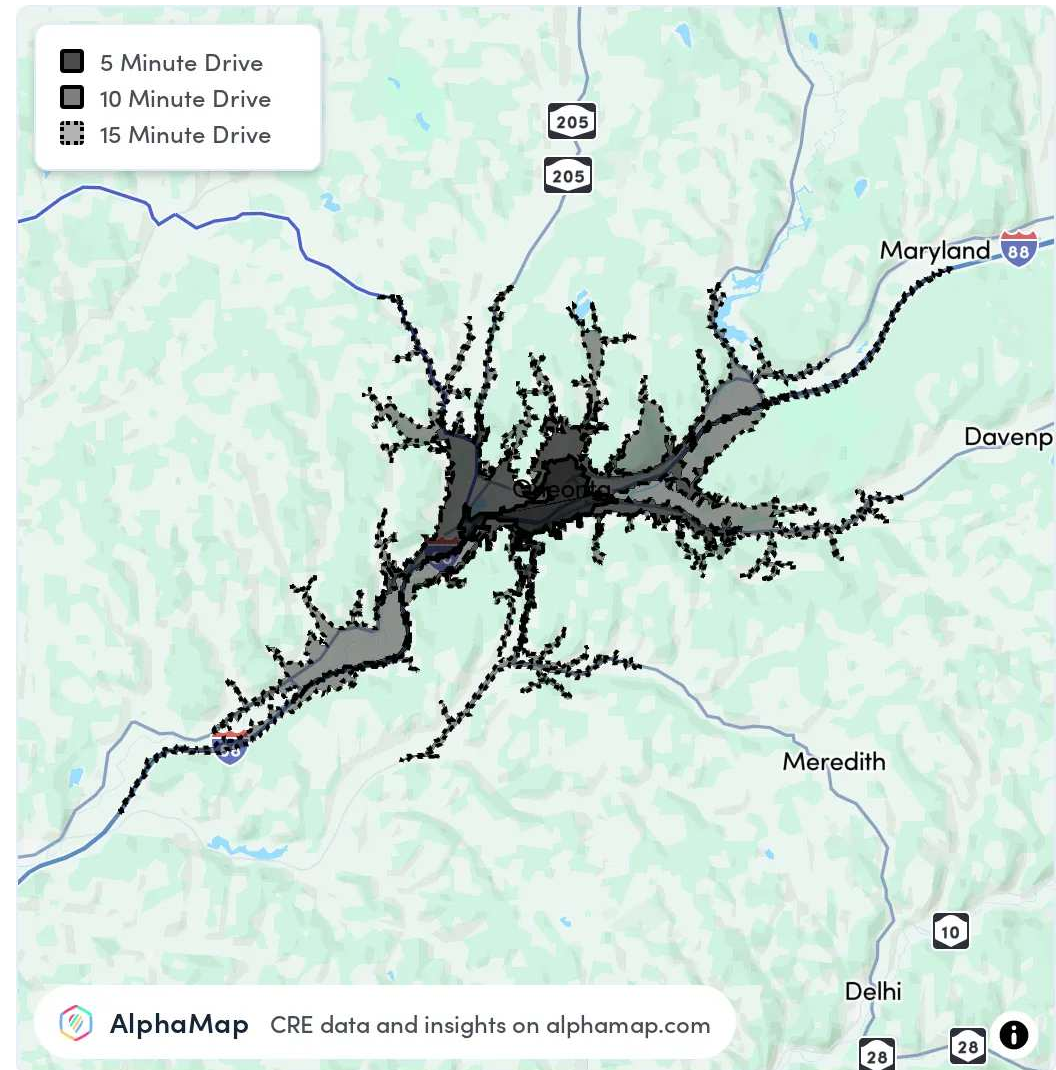 5 Minute Drive
10 Minute Drive
15 Minute Drive
205
205
Maryland
88
Davenp
Oneonta
88
Meredith
10
Delhi
28
28
AlphaMap CRE data and insights on alphamap.com